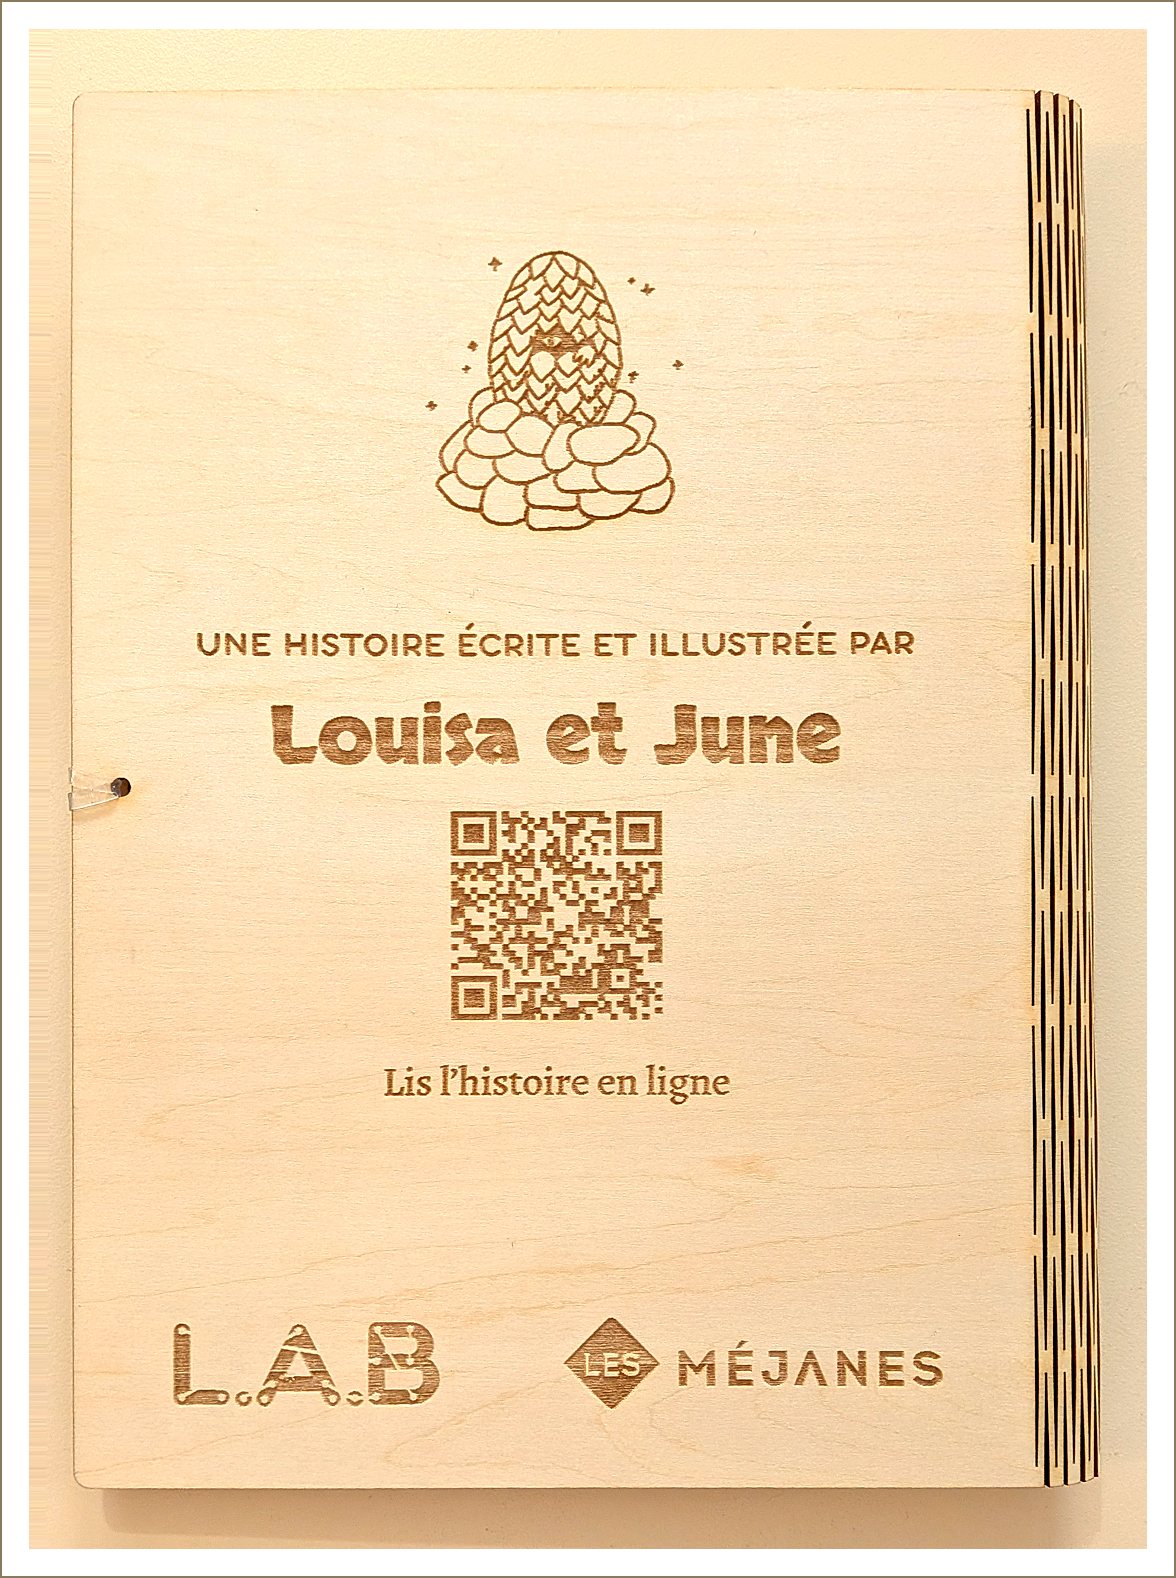 UNE HISTOIRE ÉCRITE ET ILLUSTRÉE PAR
Louisa et June
Lis l'histoire en ligne
L.A.B
LES MÉJANES